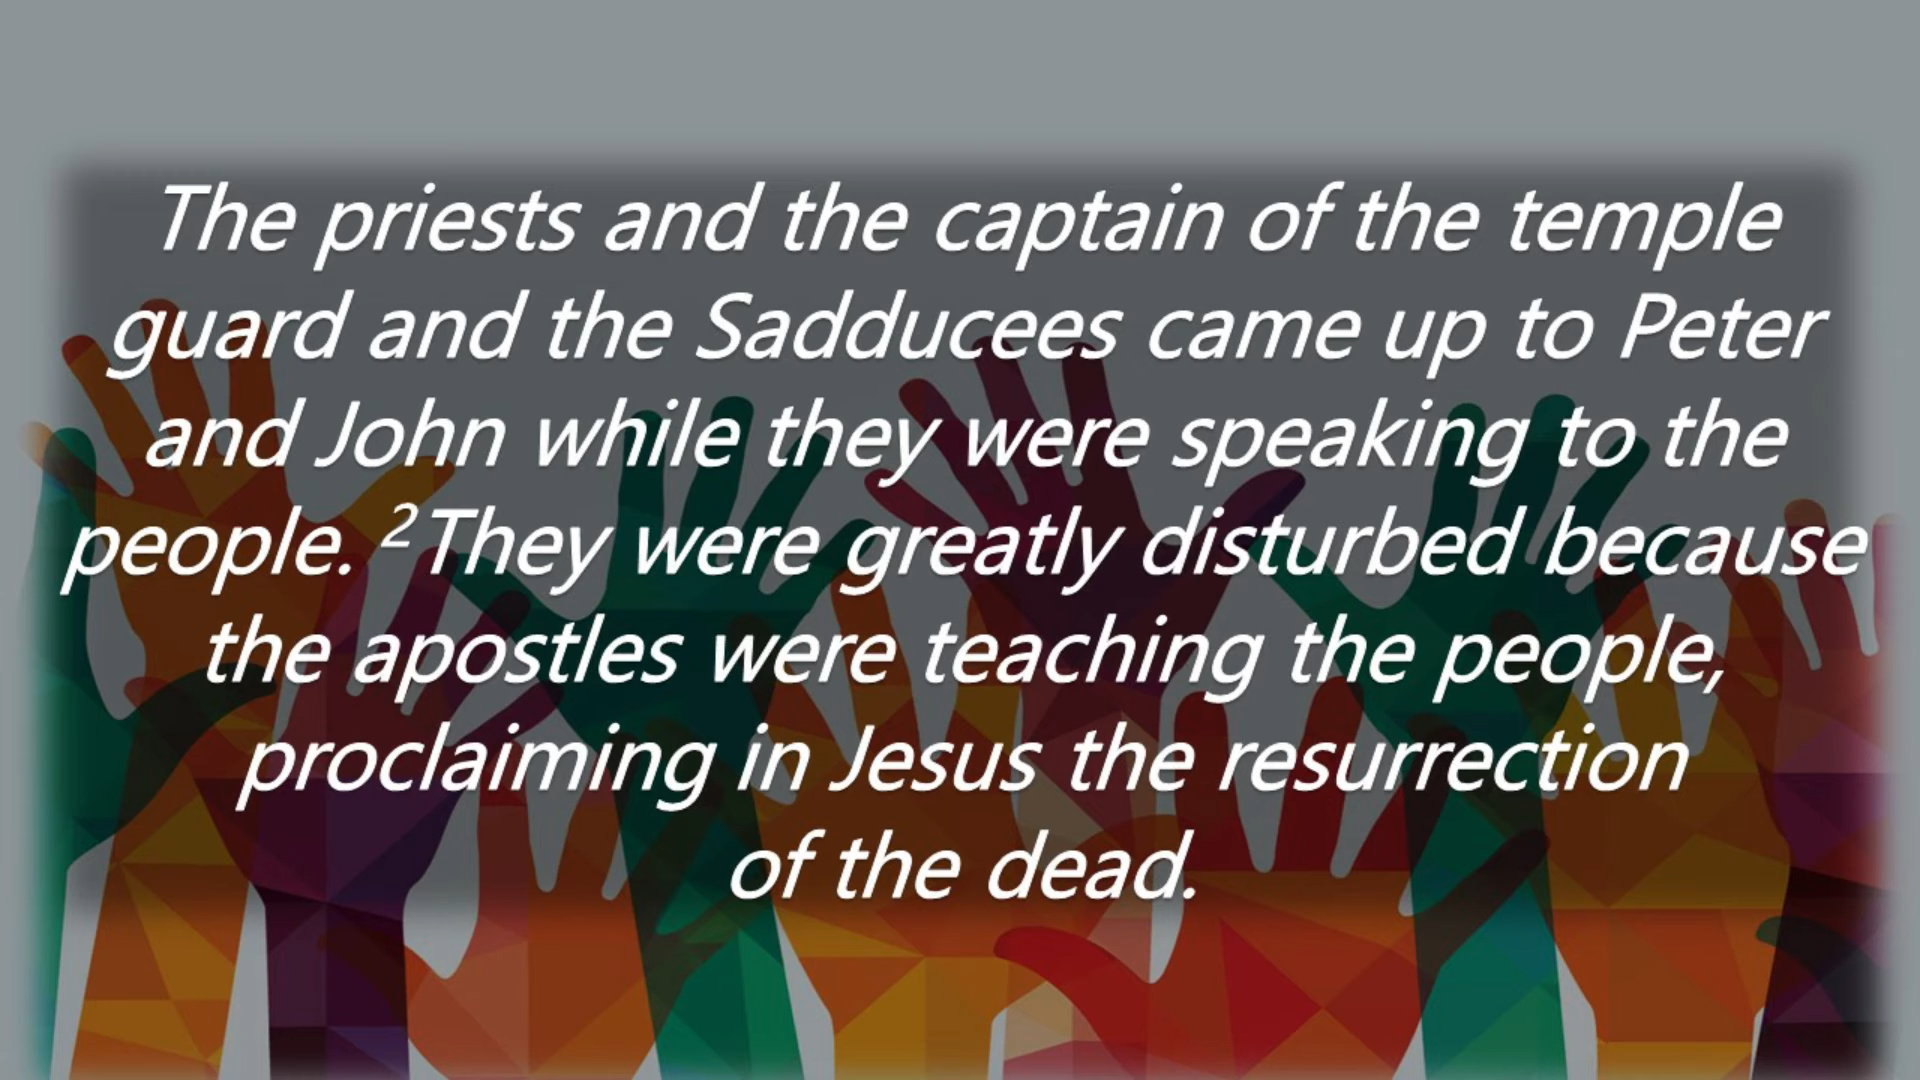 The priests and the captain of the temple
guard and the Sadducees came up to Peter
and John while they were speaking to the
people. ²They were greatly disturbed because
the apostles were teaching the people,
proclaiming in Jesus the resurrection
of the dead.